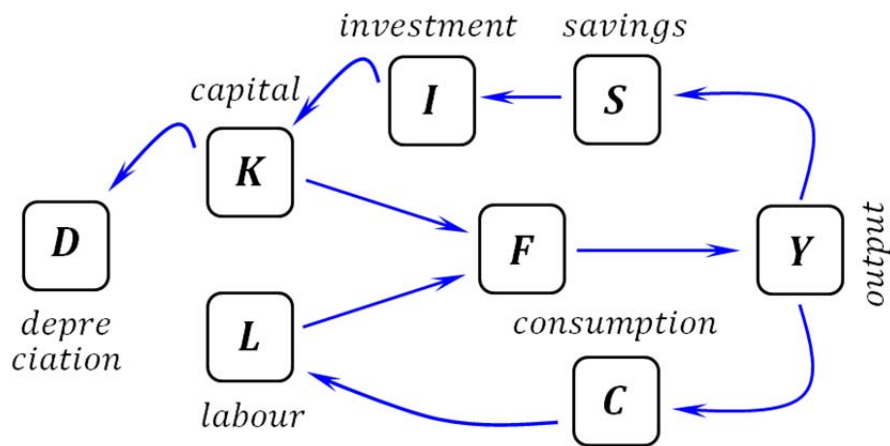 investment
savings
capital
I
S
K
D
F
Y
output
depre
ciation
L
consumption
labour
C